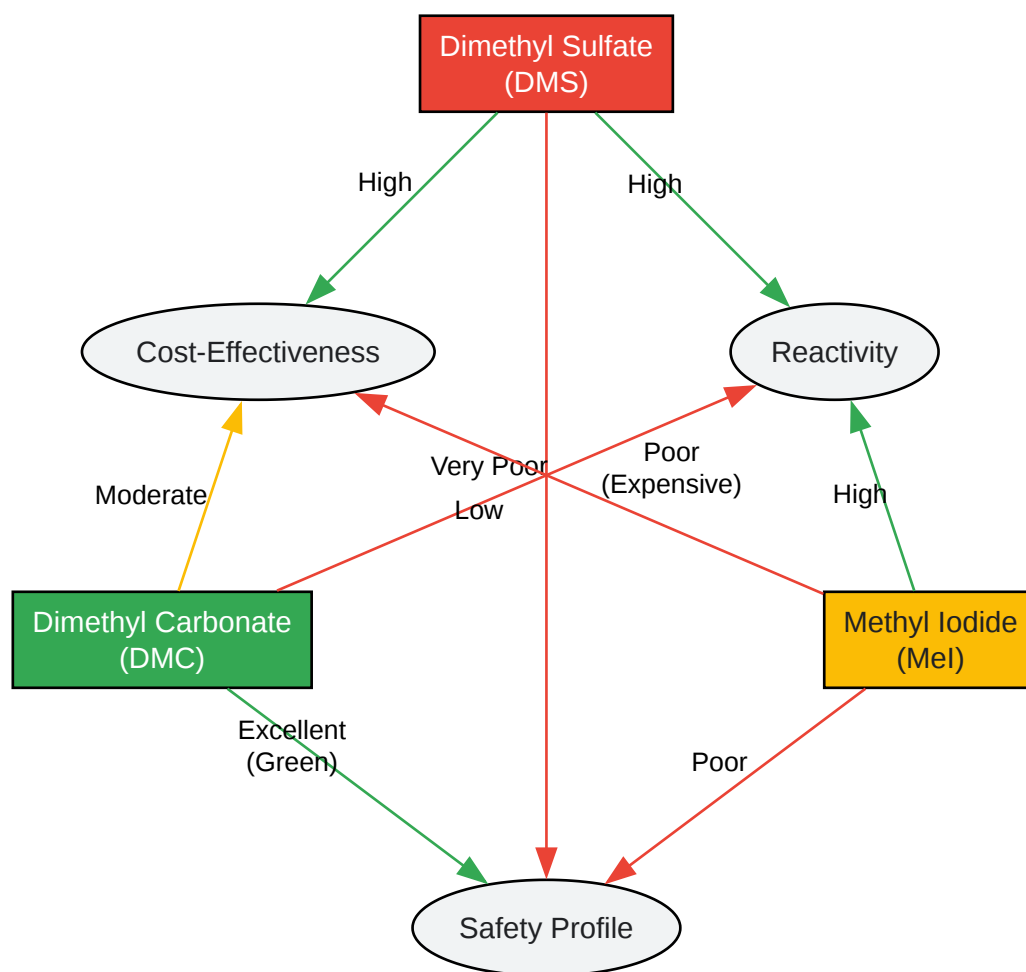 Dimethyl Sulfate
(DMS)
High
High
Cost-Effectiveness
Reactivity
Very Poor
Poor
(Expensive)
Moderate
Low
High
Dimethyl Carbonate
(DMC)
Methyl Iodide
(MeI)
Excellent
(Green)
Poor
Safety Profile